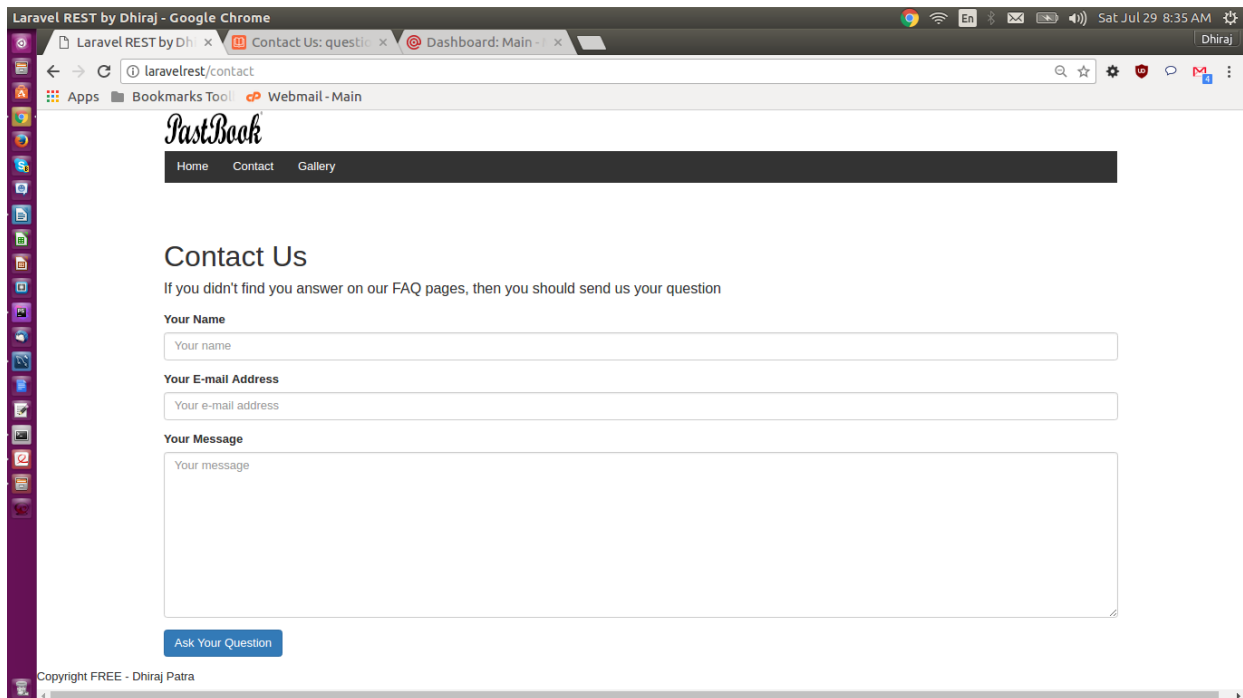 Laravel REST by Dhiraj - Google Chrome
En
Sat Jul 29 8:35 AM
Laravel REST by Dh
Contact Us: questio
Dashboard: Main -
Dhiraj
laravelrest/contact
4
Apps
Bookmarks Tool
cP Webmail - Main
PastBook
Home Contact Gallery
Contact Us
If you didn't find you answer on our FAQ pages, then you should send us your question
Your Name
Your name
Your E-mail Address
Your e-mail address
Your Message
Your message
Ask Your Question
Copyright FREE - Dhiraj Patra